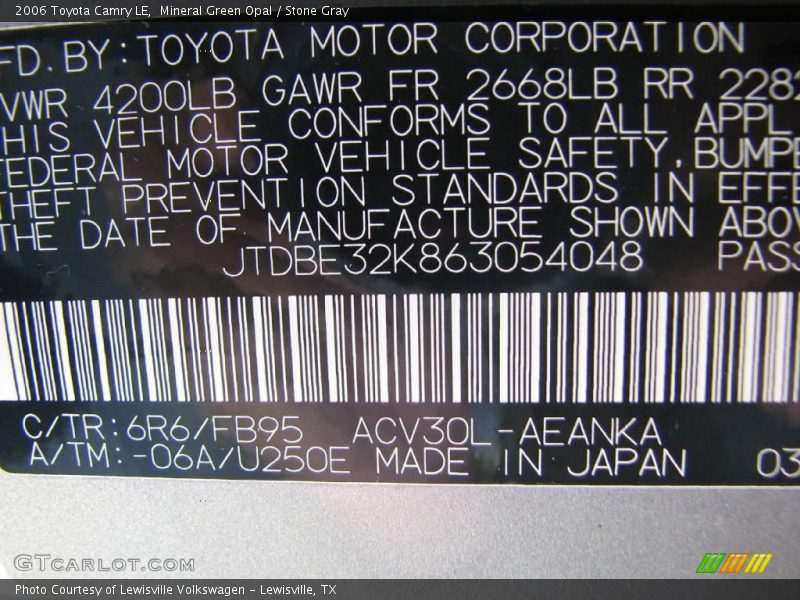 2006 Toyota Camry LE, Mineral Green Opal / Stone Gray
FD. BY: TOYOTA MOTOR CORPORATION
VWR 4200LB GAWR FR 2668LB RR 2282
HIS VEHICLE CONFORMS TO ALL APPL
FEDERAL MOTOR VEHICLE SAFETY, BUMPE
THEFT PREVENTION STANDARDS IN EFFE
THE DATE OF MANUFACTURE SHOWN ABOV
JTDBE32K863054048 PASS
C/TR: 6R6/FB95 ACV30L-AEANKA
A/TM: -06A/U250E MADE IN JAPAN 03
GTCARLOT.COM
Photo Courtesy of Lewisville Volkswagen - Lewisville, TX